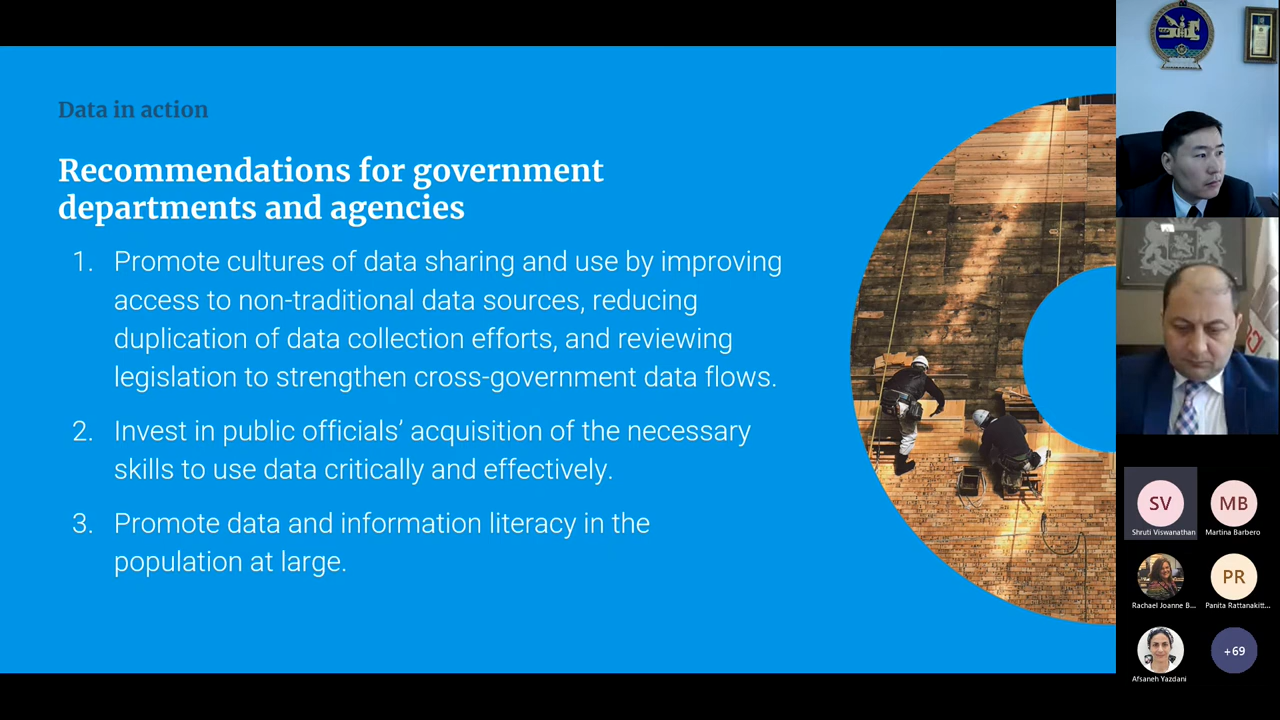 Data in action
Recommendations for government
departments and agencies
1. Promote cultures of data sharing and use by improving
access to non-traditional data sources, reducing
duplication of data collection efforts, and reviewing
legislation to strengthen cross-government data flows.
2. Invest in public officials’ acquisition of the necessary
skills to use data critically and effectively.
3. Promote data and information literacy in the
population at large.
SV MB
Shruti Viswanathan Martina Barbero
PR
Rachael Joanne B... Panita Rattanakitt...
+69
Afsaneh Yazdani